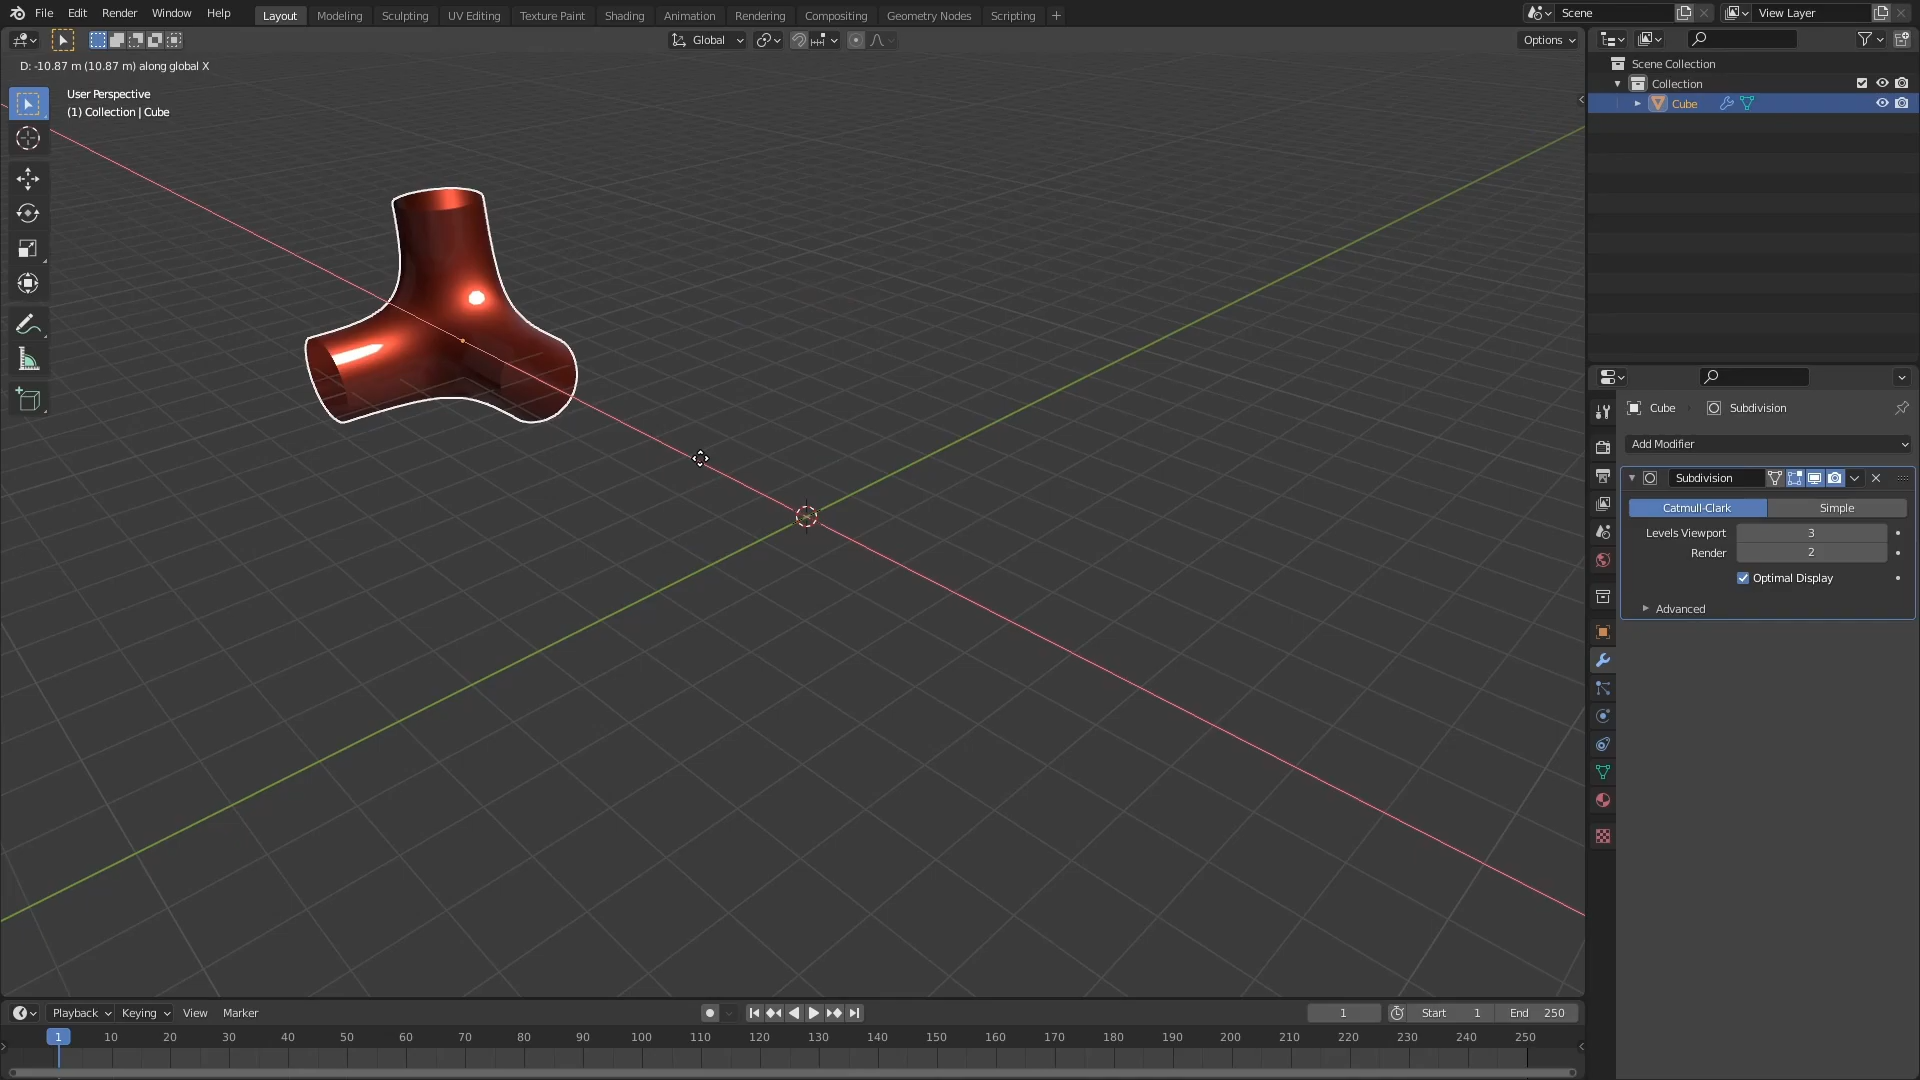 File Edit Render Window Help Layout Modeling Sculpting UV Editing Texture Paint Shading Animation Rendering Compositing Geometry Nodes Scripting + Scene View Layer
Global Options
D: -10.87 m (10.87 m) along global X
User Perspective
(1) Collection | Cube
Scene Collection
Collection
Cube
Cube Subdivision
Add Modifier
Subdivision
Catmull-Clark Simple
Levels Viewport 3
Render 2
Optimal Display
Advanced
Playback Keying View Marker 1 Start 1 End 250
1 10 20 30 40 50 60 70 80 90 100 110 120 130 140 150 160 170 180 190 200 210 220 230 240 250